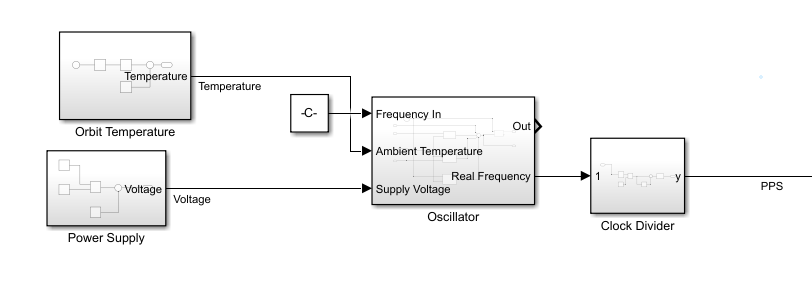 Temperature
Temperature
Orbit Temperature
-C-
Frequency In
Out
Ambient Temperature
Real Frequency
Supply Voltage
Oscillator
Voltage
Voltage
Power Supply
1
y
Clock Divider
PPS